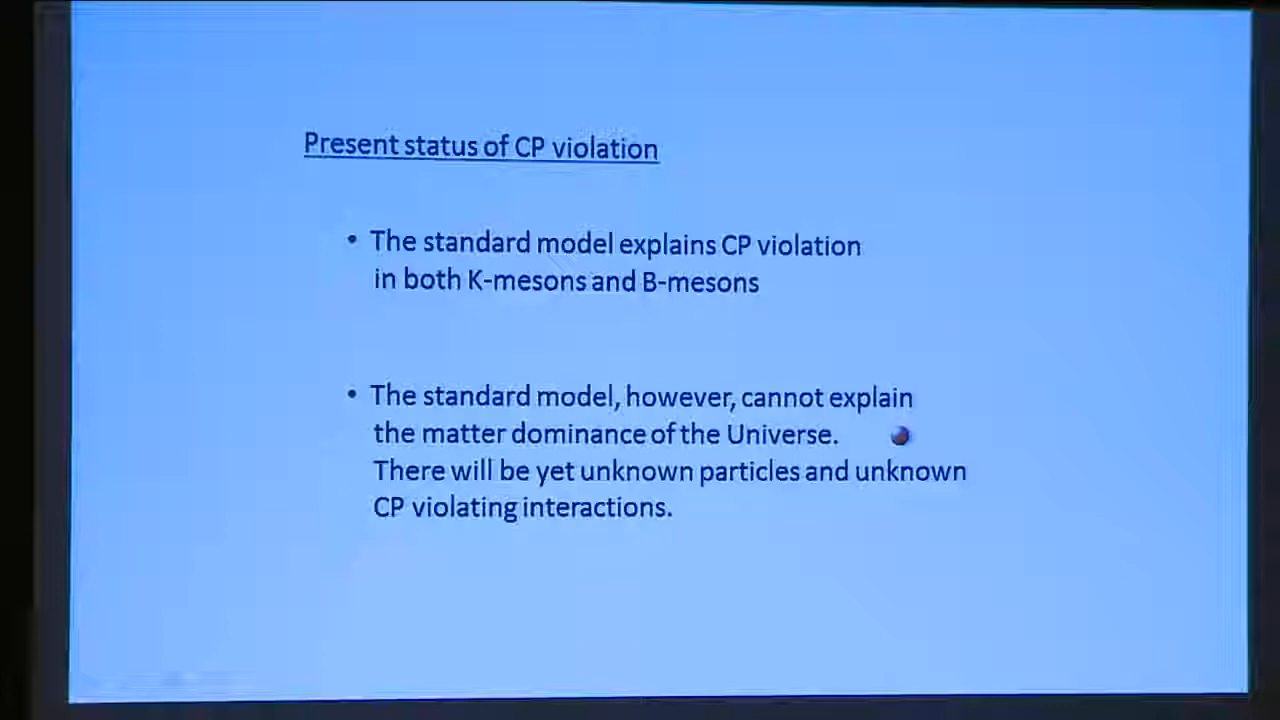 Present status of CP violation
• The standard model explains CP violation
in both K-mesons and B-mesons
• The standard model, however, cannot explain
the matter dominance of the Universe.
There will be yet unknown particles and unknown
CP violating interactions.